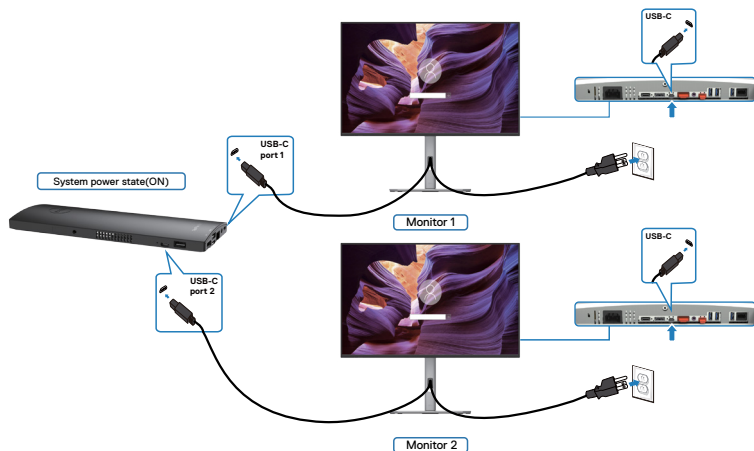 USB-C
USB-C
port 1
System power state(ON)
Monitor 1
USB-C
USB-C
port 2
Monitor 2